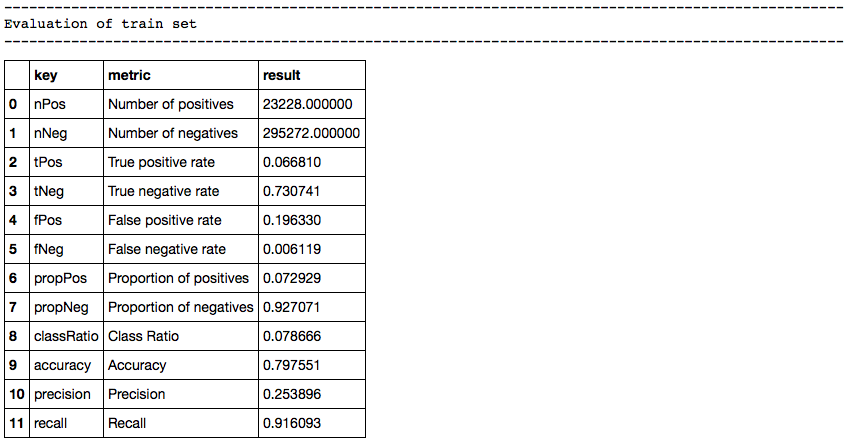 Evaluation of train set
key metric result
0 nPos Number of positives 23228.000000
1 nNeg Number of negatives 295272.000000
2 tPos True positive rate 0.066810
3 tNeg True negative rate 0.730741
4 fPos False positive rate 0.196330
5 fNeg False negative rate 0.006119
6 propPos Proportion of positives 0.072929
7 propNeg Proportion of negatives 0.927071
8 classRatio Class Ratio 0.078666
9 accuracy Accuracy 0.797551
10 precision Precision 0.253896
11 recall Recall 0.916093